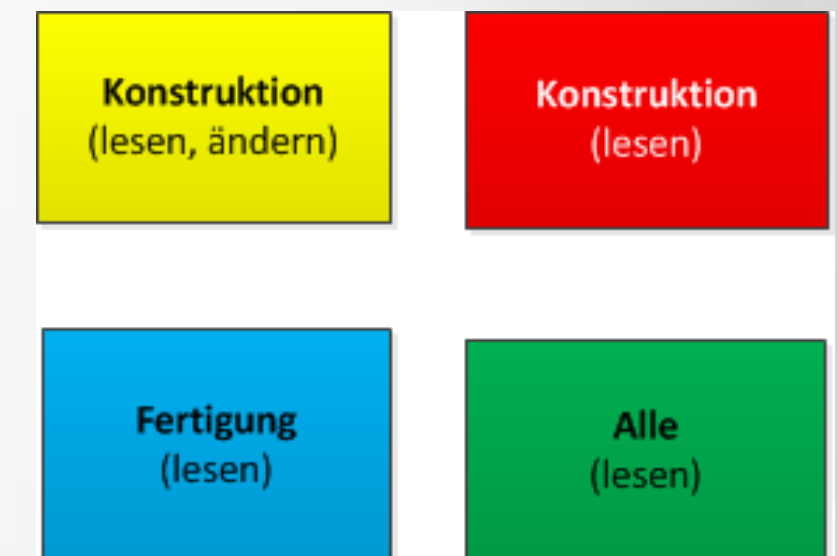 Konstruktion
(lesen, ändern)
Konstruktion
(lesen)
Fertigung
(lesen)
Alle
(lesen)